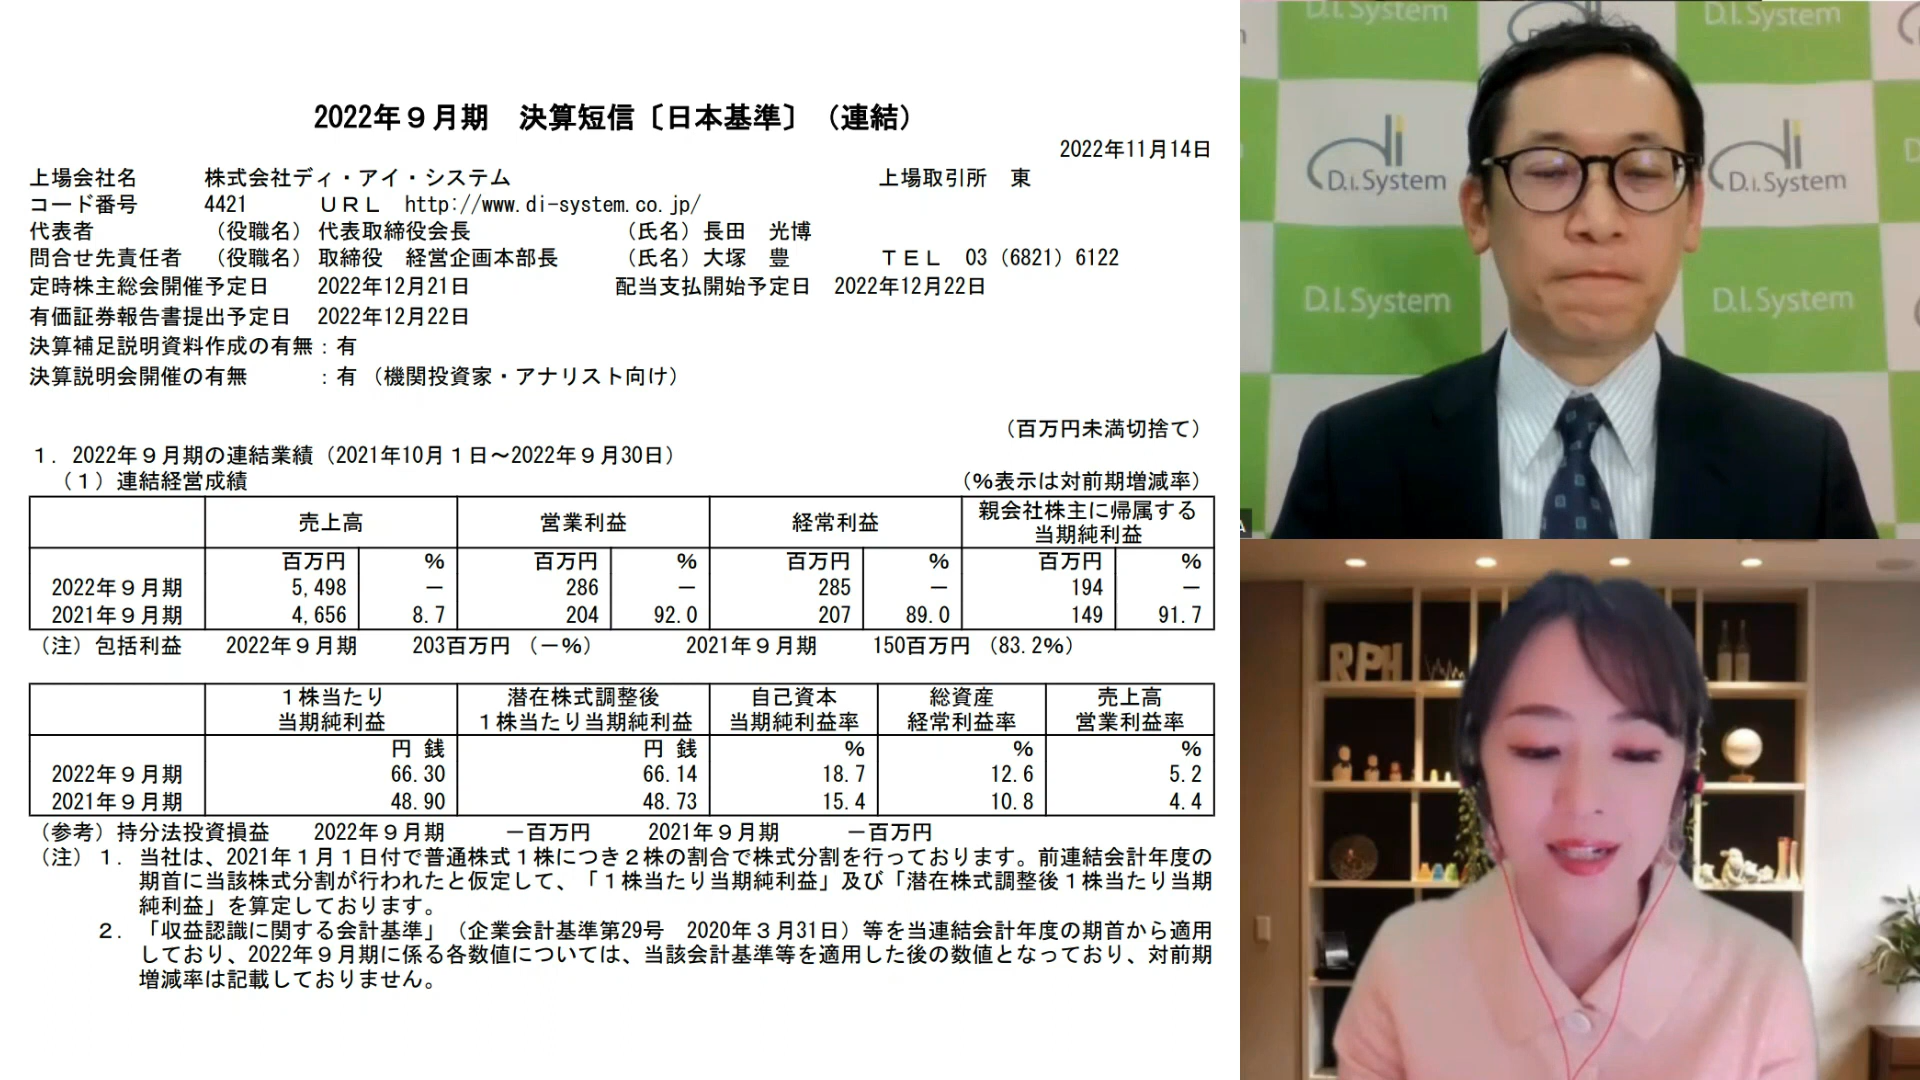 2022年９月期　決算短信〔日本基準〕（連結）
2022年11月14日
上場会社名　株式会社ディ・アイ・システム　上場取引所　東
コード番号　4421　ＵＲＬ　http://www.di-system.co.jp/
代表者　（役職名）代表取締役会長　（氏名）長田　光博
問合せ先責任者　（役職名）取締役　経営企画本部長　（氏名）大塚　豊　ＴＥＬ　03（6821）6122
定時株主総会開催予定日　2022年12月21日　配当支払開始予定日　2022年12月22日
有価証券報告書提出予定日　2022年12月22日
決算補足説明資料作成の有無：有
決算説明会開催の有無　：有（機関投資家・アナリスト向け）
（百万円未満切捨て）
１．2022年９月期の連結業績（2021年10月１日～2022年９月30日）
（１）連結経営成績　（％表示は対前期増減率）
売上高　営業利益　経常利益　親会社株主に帰属する当期純利益
百万円　％　百万円　％　百万円　％　百万円　％
2022年９月期　5,498　－　286　－　285　－　194　－
2021年９月期　4,656　8.7　204　92.0　207　89.0　149　91.7
（注）包括利益　2022年９月期　203百万円（－％）　2021年９月期　150百万円（83.2％）
１株当たり当期純利益　潜在株式調整後１株当たり当期純利益　自己資本当期純利益率　総資産経常利益率　売上高営業利益率
円 銭　円 銭　％　％　％
2022年９月期　66.30　66.14　18.7　12.6　5.2
2021年９月期　48.90　48.73　15.4　10.8　4.4
（参考）持分法投資損益　2022年９月期　－百万円　2021年９月期　－百万円
（注）１．当社は、2021年１月１日付で普通株式１株につき２株の割合で株式分割を行っております。前連結会計年度の
期首に当該株式分割が行われたと仮定して、「１株当たり当期純利益」及び「潜在株式調整後１株当たり当期
純利益」を算定しております。
２．「収益認識に関する会計基準」（企業会計基準第29号　2020年３月31日）等を当連結会計年度の期首から適用
しており、2022年９月期に係る各数値については、当該会計基準等を適用した後の数値となっており、対前期
増減率は記載しておりません。
D.I.System　D.I.System
di　di
D.i.System　D.i.System
D.I.System　D.I.System
RPH